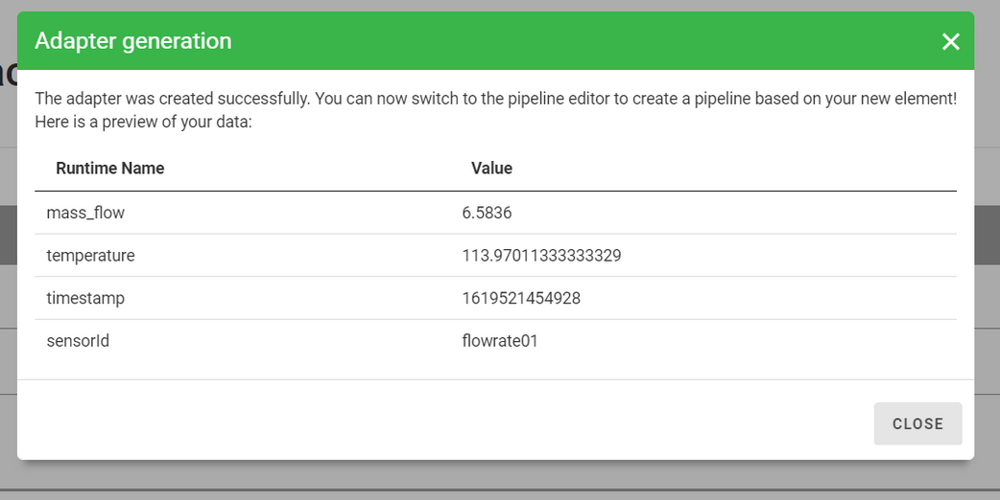 Adapter generation
The adapter was created successfully. You can now switch to the pipeline editor to create a pipeline based on your new element!
Here is a preview of your data:
Runtime Name Value
mass_flow 6.5836
temperature 113.97011333333329
timestamp 1619521454928
sensorId flowrate01
CLOSE